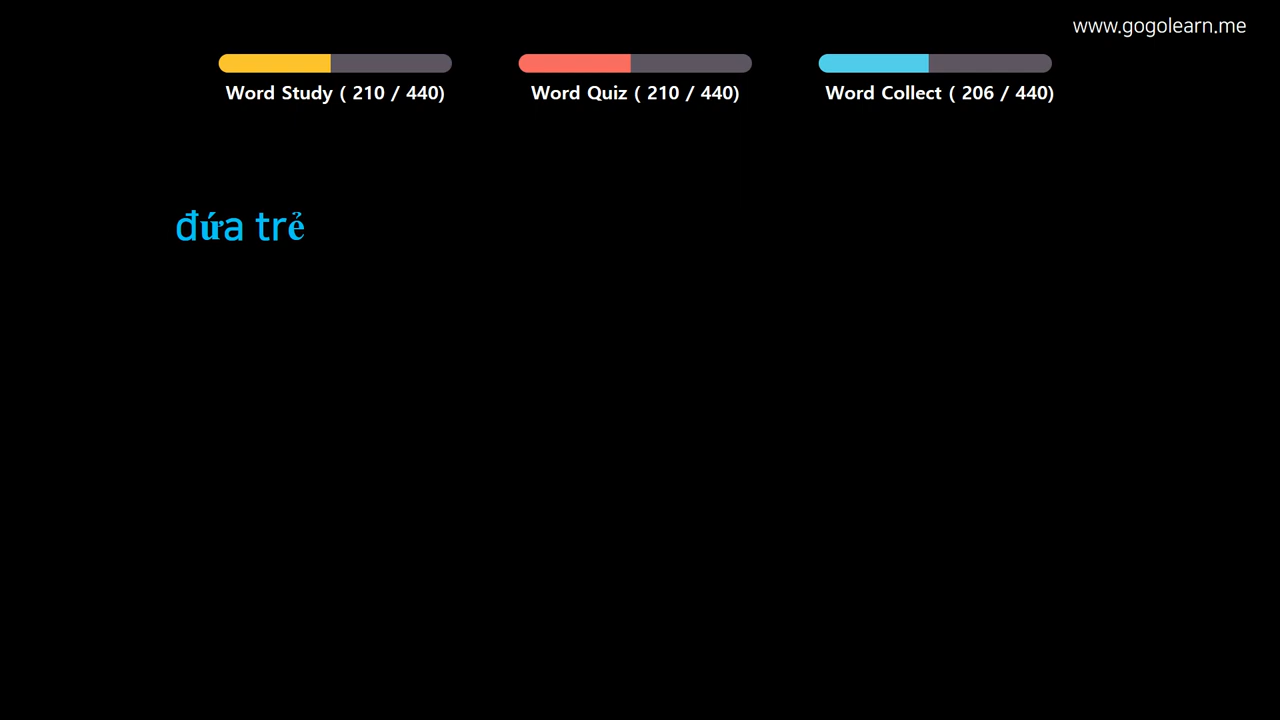 www.gogolearn.me
Word Study ( 210 / 440)
Word Quiz ( 210 / 440)
Word Collect ( 206 / 440)
đứa trẻ